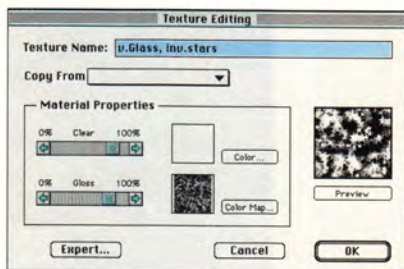 Texture Editing
Texture Name: v.Glass, inv.stars
Copy From
Material Properties
0% Clear 100%
Color...
0% Gloss 100%
Color Map...
Preview
Expert... Cancel OK